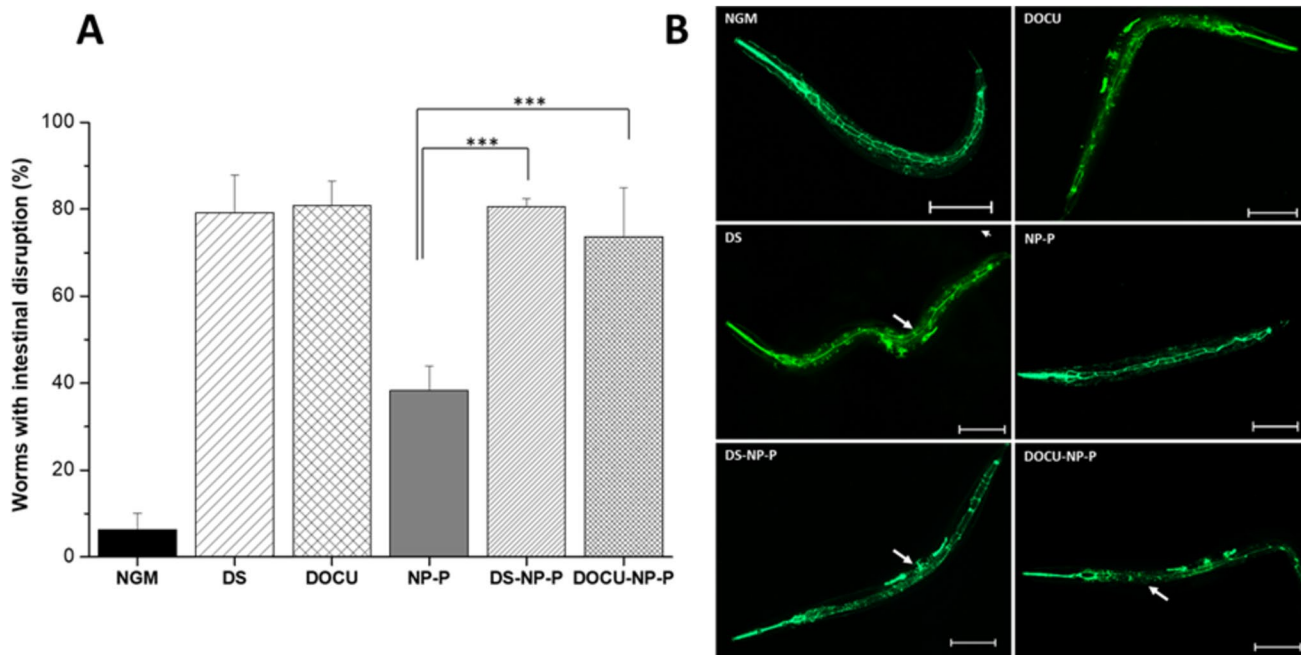 A
Worms with intestinal disruption (%)
100
80
60
40
20
0
***
***
NGM
DS
DOCU
NP-P
DS-NP-P
DOCU-NP-P
B
NGM
DOCU
DS
NP-P
DS-NP-P
DOCU-NP-P